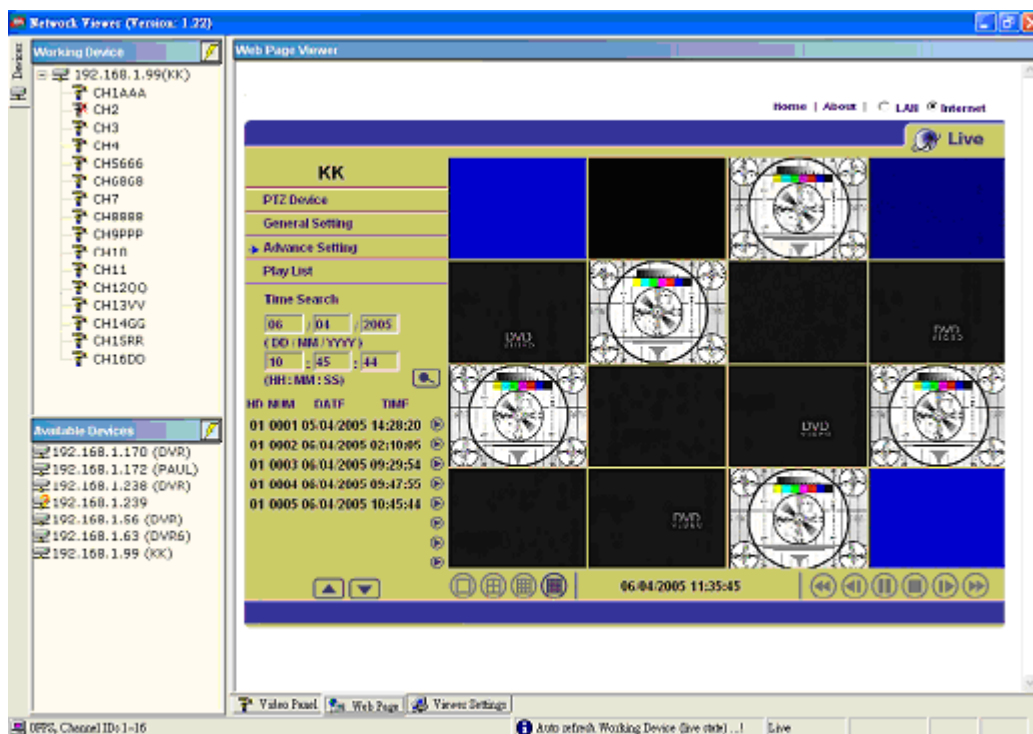 Network Viewer (Version: 1.22)
Devices
Working Device
192.168.1.99(KK)
CH1AAA
CH2
CH3
CH4
CH5666
CH6868
CH7
CH8888
CH9PPP
CH10
CH11
CH12QQ
CH13VV
CH14GG
CH15RR
CH16DD
Available Devices
192.168.1.170 (DVR)
192.168.1.172 (PAUL)
192.168.1.238 (DVR)
192.168.1.239
192.168.1.56 (DVR)
192.168.1.63 (DVR6)
192.168.1.99 (KK)
Web Page Viewer
Home | About | LAN Internet
Live
KK
PTZ Device
General Setting
Advance Setting
Play List
Time Search
06 / 04 / 2005
( DD / MM / YYYY )
10 : 45 : 44
(HH : MM : SS)
HD NUM DATE TIME
01 0001 05/04/2005 14:28:20
01 0002 06/04/2005 02:10:05
01 0003 06/04/2005 09:29:54
01 0004 06/04/2005 09:47:55
01 0005 06/04/2005 10:45:44
DVD VIDEO
DVD VIDEO
DVD VIDEO
DVD VIDEO
06/04/2005 11:35:45
Video Panel Web Page Viewer Settings
0FPS, Channel IDs 1~16
Auto refresh Working Device (live state) ...!
Live